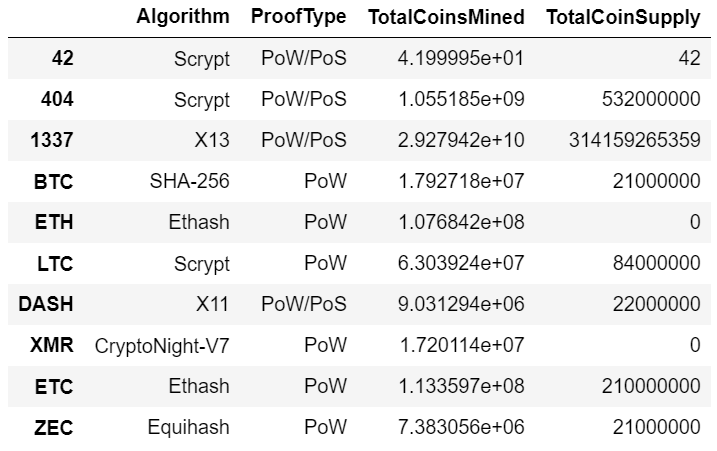 Algorithm ProofType TotalCoinsMined TotalCoinSupply
42 Scrypt PoW/PoS 4.199995e+01 42
404 Scrypt PoW/PoS 1.055185e+09 532000000
1337 X13 PoW/PoS 2.927942e+10 314159265359
BTC SHA-256 PoW 1.792718e+07 21000000
ETH Ethash PoW 1.076842e+08 0
LTC Scrypt PoW 6.303924e+07 84000000
DASH X11 PoW/PoS 9.031294e+06 22000000
XMR CryptoNight-V7 PoW 1.720114e+07 0
ETC Ethash PoW 1.133597e+08 210000000
ZEC Equihash PoW 7.383056e+06 21000000